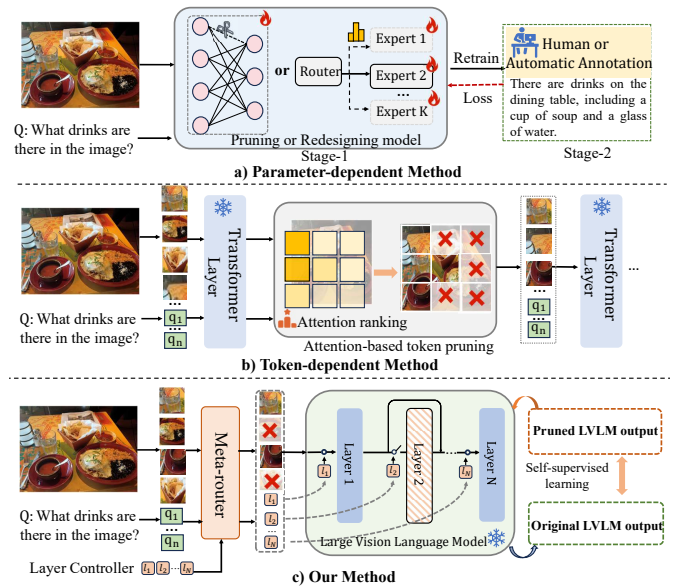 Q: What drinks are
there in the image?
or
Router
Expert 1
Expert 2
...
Expert K
Pruning or Redesigning model
Stage-1
Retrain
Loss
Human or
Automatic Annotation
There are drinks on the
dining table, including a
cup of soup and a glass
of water.
Stage-2
a) Parameter-dependent Method
Q: What drinks are
there in the image?
...
q1
...
qn
Transformer
Layer
Attention ranking
Attention-based token pruning
...
q1
...
qn
Transformer
Layer
...
b) Token-dependent Method
Q: What drinks are
there in the image?
...
q1
...
qn
Layer Controller
l1 l2 ... lN
Meta-router
...
l1
l2
...
lN
l1
Layer 1
l2
Layer 2
...
lN
Layer N
Large Vision Language Model
Pruned LVLM output
Self-supervised
learning
Original LVLM output
c) Our Method